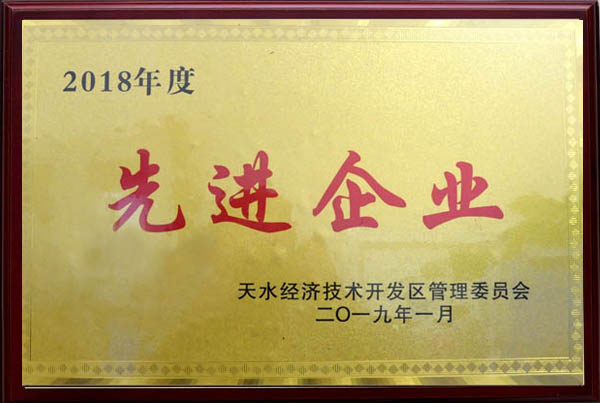 2018年度
先进企业
天水经济技术开发区管理委员会
二〇一九年一月